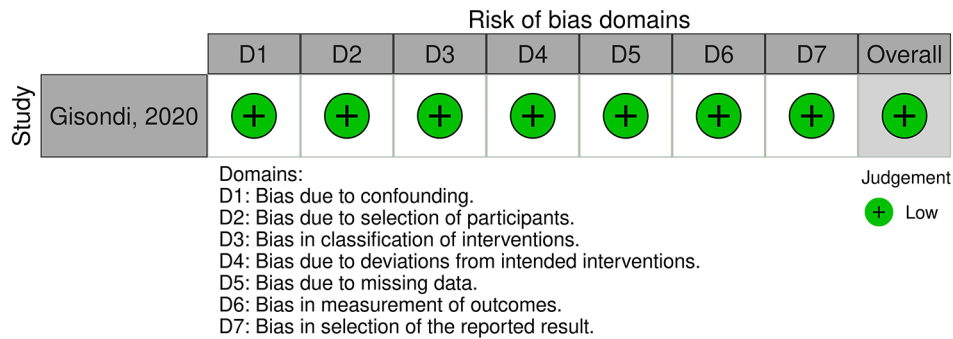 Risk of bias domains
D1 D2 D3 D4 D5 D6 D7 Overall
Study
Gisondi, 2020 + + + + + + + +
Domains:
D1: Bias due to confounding.
D2: Bias due to selection of participants.
D3: Bias in classification of interventions.
D4: Bias due to deviations from intended interventions.
D5: Bias due to missing data.
D6: Bias in measurement of outcomes.
D7: Bias in selection of the reported result.
Judgement
+ Low